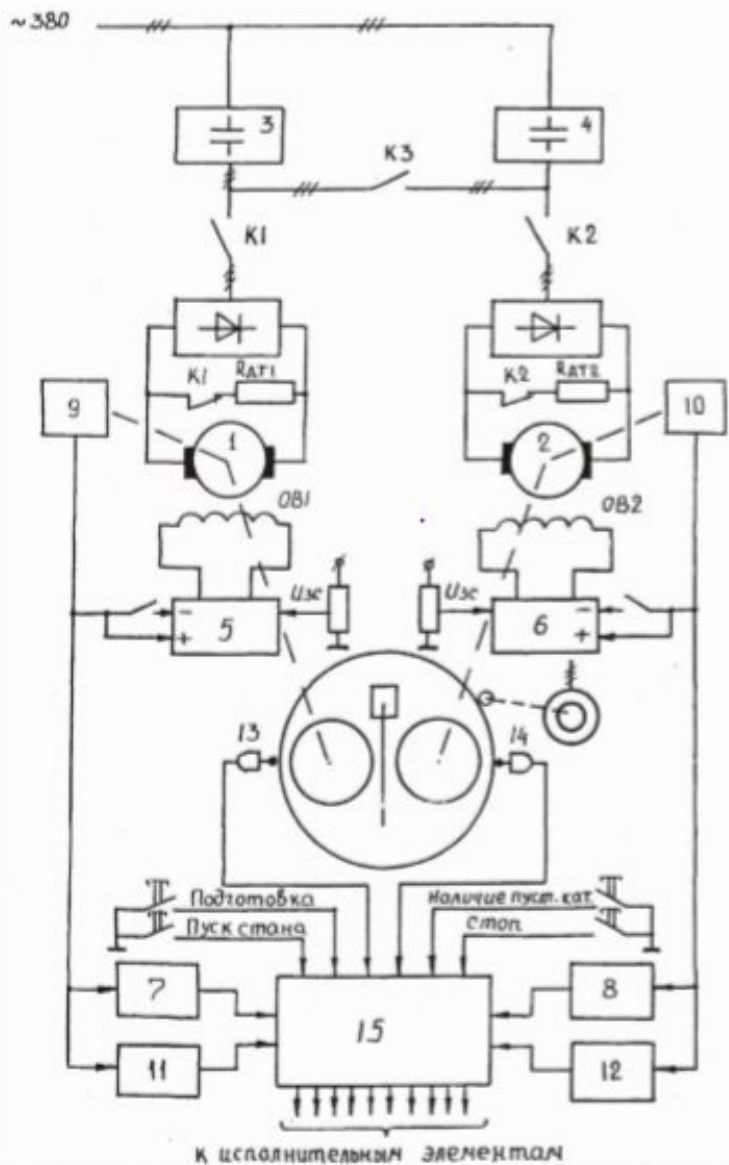 ~380
3
4
К3
К1
К2
К1
RДТ1
К2
RДТ2
9
1
2
10
ОВ1
ОВ2
Uзс
Uзс
−
+
5
6
−
+
13
14
Подготовка
Наличие пуст. кат.
Пуск стана
Стоп
7
15
8
11
12
К исполнительным элементам